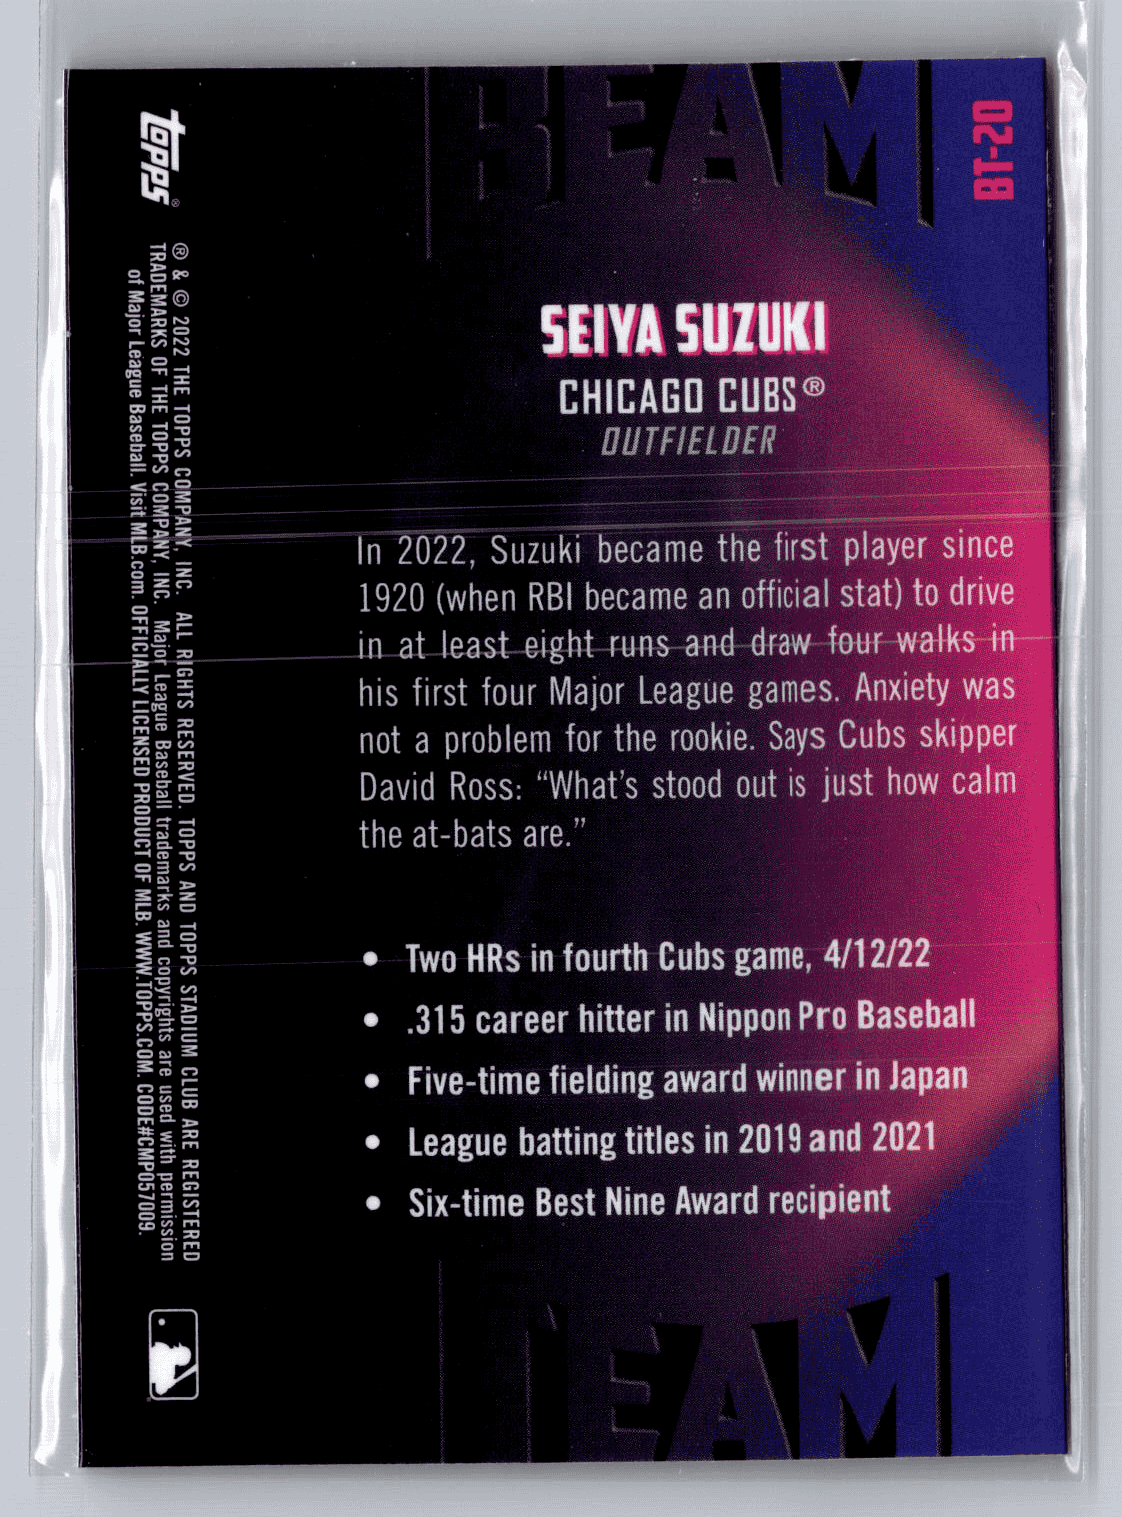 BEAM
BT-20
SEIYA SUZUKI
CHICAGO CUBS®
OUTFIELDER
In 2022, Suzuki became the first player since
1920 (when RBI became an official stat) to drive
in at least eight runs and draw four walks in
his first four Major League games. Anxiety was
not a problem for the rookie. Says Cubs skipper
David Ross: “What’s stood out is just how calm
the at-bats are.”
• Two HRs in fourth Cubs game, 4/12/22
• .315 career hitter in Nippon Pro Baseball
• Five-time fielding award winner in Japan
• League batting titles in 2019 and 2021
• Six-time Best Nine Award recipient
TEAM
topps®
® & © 2022 THE TOPPS COMPANY, INC. ALL RIGHTS RESERVED. TOPPS AND TOPPS STADIUM CLUB ARE REGISTERED
TRADEMARKS OF THE TOPPS COMPANY, INC. Major League Baseball trademarks and copyrights are used with permission
of Major League Baseball. Visit MLB.com. OFFICIALLY LICENSED PRODUCT OF MLB. WWW.TOPPS.COM. CODE#CMP057009.